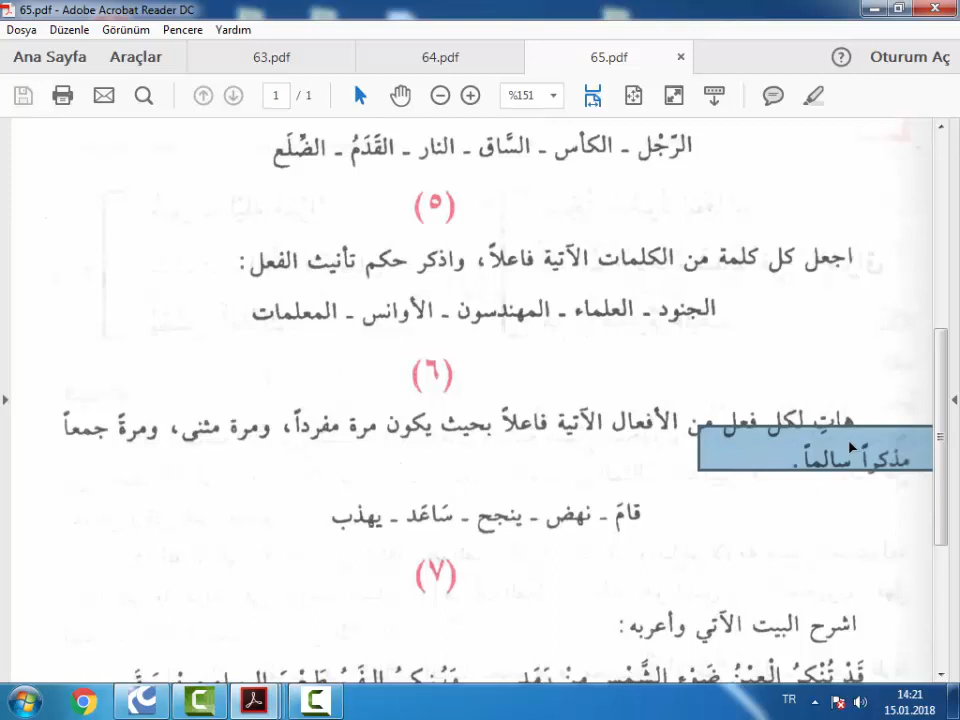 65.pdf - Adobe Acrobat Reader DC
Dosya Düzenle Görünüm Pencere Yardım
Ana Sayfa Araçlar 63.pdf 64.pdf 65.pdf Oturum Aç
1 / 1 %151
الرّجْل - الكأس - السَّاق - النار - القَدَمُ - الضِّلَع
(٥)
اجعل كل كلمة من الكلمات الآتية فاعلاً، واذكر حكم تأنيث الفعل:
الجنود - العلماء - المهندسون - الأوانس - المعلمات
(٦)
هاتِ لكل فعل من الأفعال الآتية فاعلاً بحيث يكون مرة مفرداً، ومرة مثنى، ومرةً جمعاً
مذكراً سالماً.
قامَ - نهض - ينجح - سَاعَد - يهذب
(٧)
اشرح البيت الآتي وأعربه:
قَدْ تُنْكِرُ الْعَيْنُ ضَوْءَ الشَّمْسِ مِنْ رَمَدٍ
TR 14:21
15.01.2018